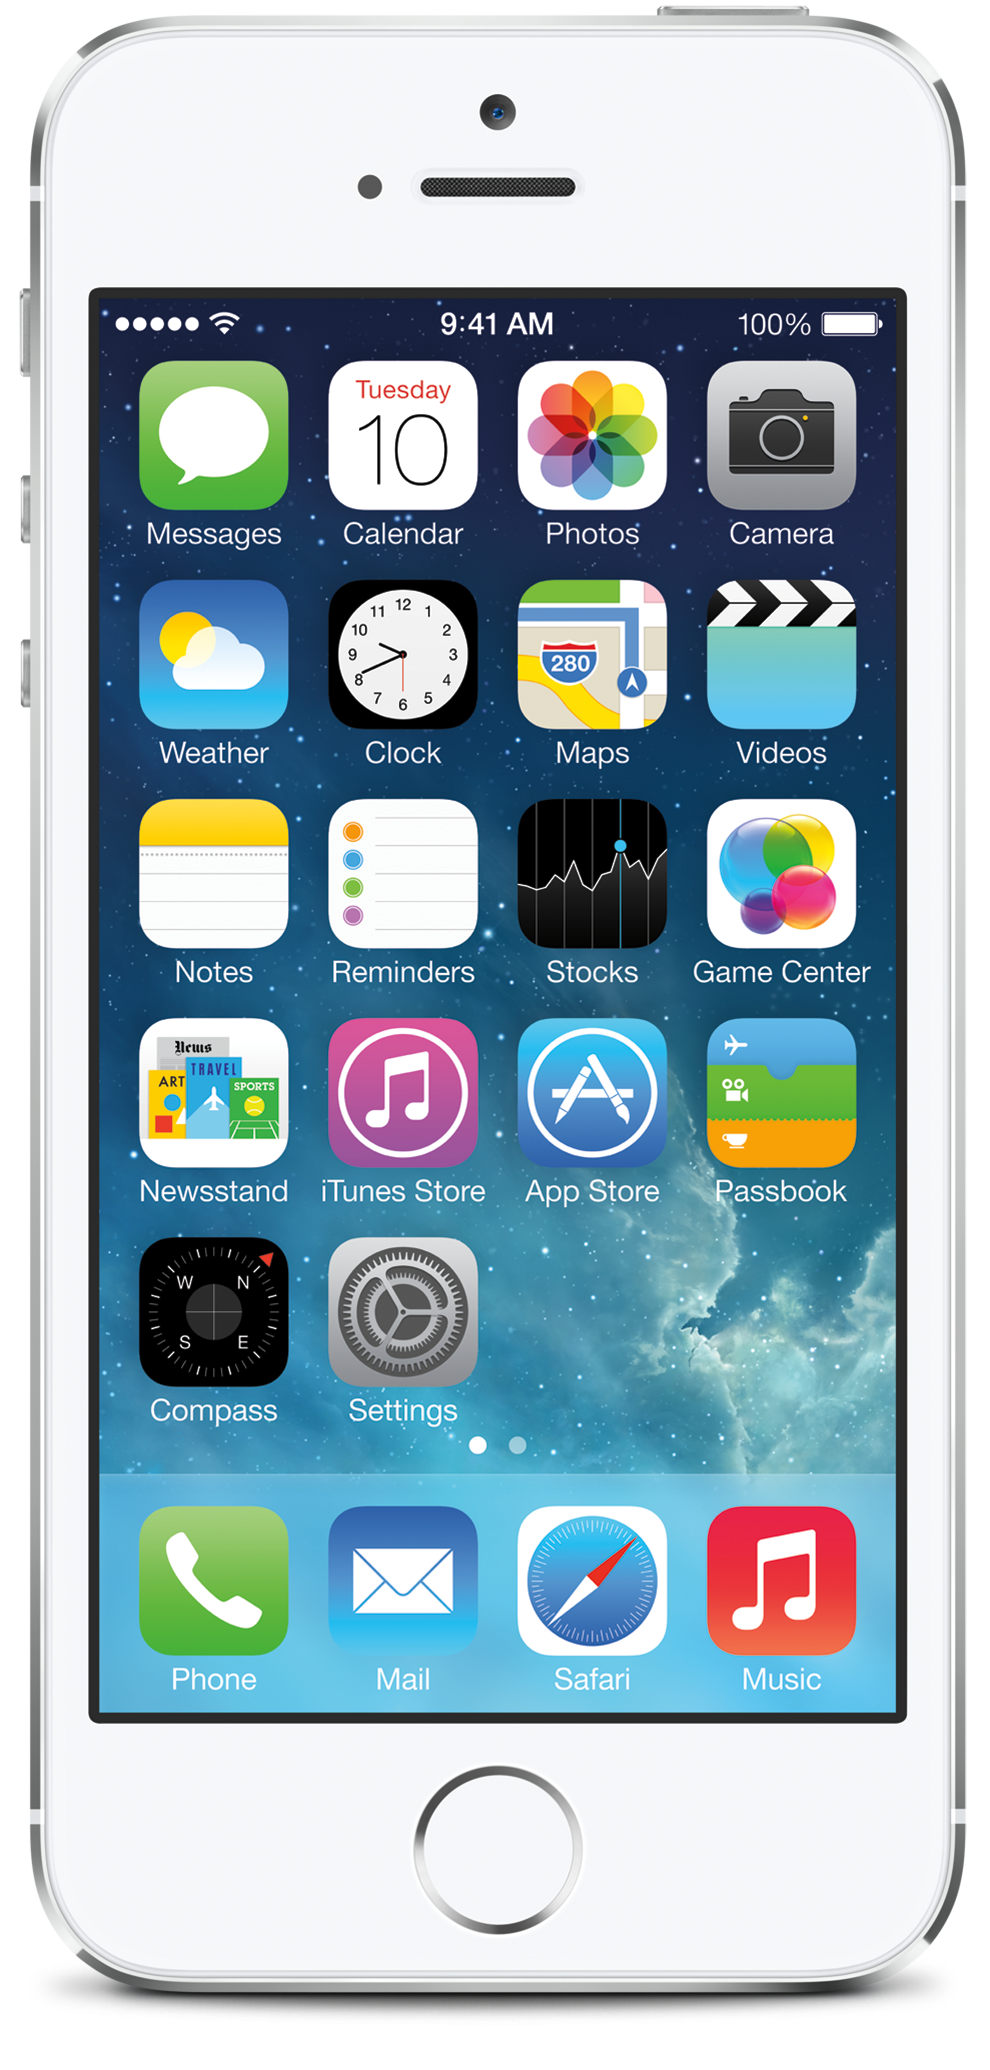 9:41 AM 100%
Tuesday
10
Messages Calendar Photos Camera
12
11 1
10 2
9 3
8 4
7 5
6
280
Weather Clock Maps Videos
Notes Reminders Stocks Game Center
News
TRAVEL
ART
SPORTS
Newsstand iTunes Store App Store Passbook
W N
S E
Compass Settings
Phone Mail Safari Music